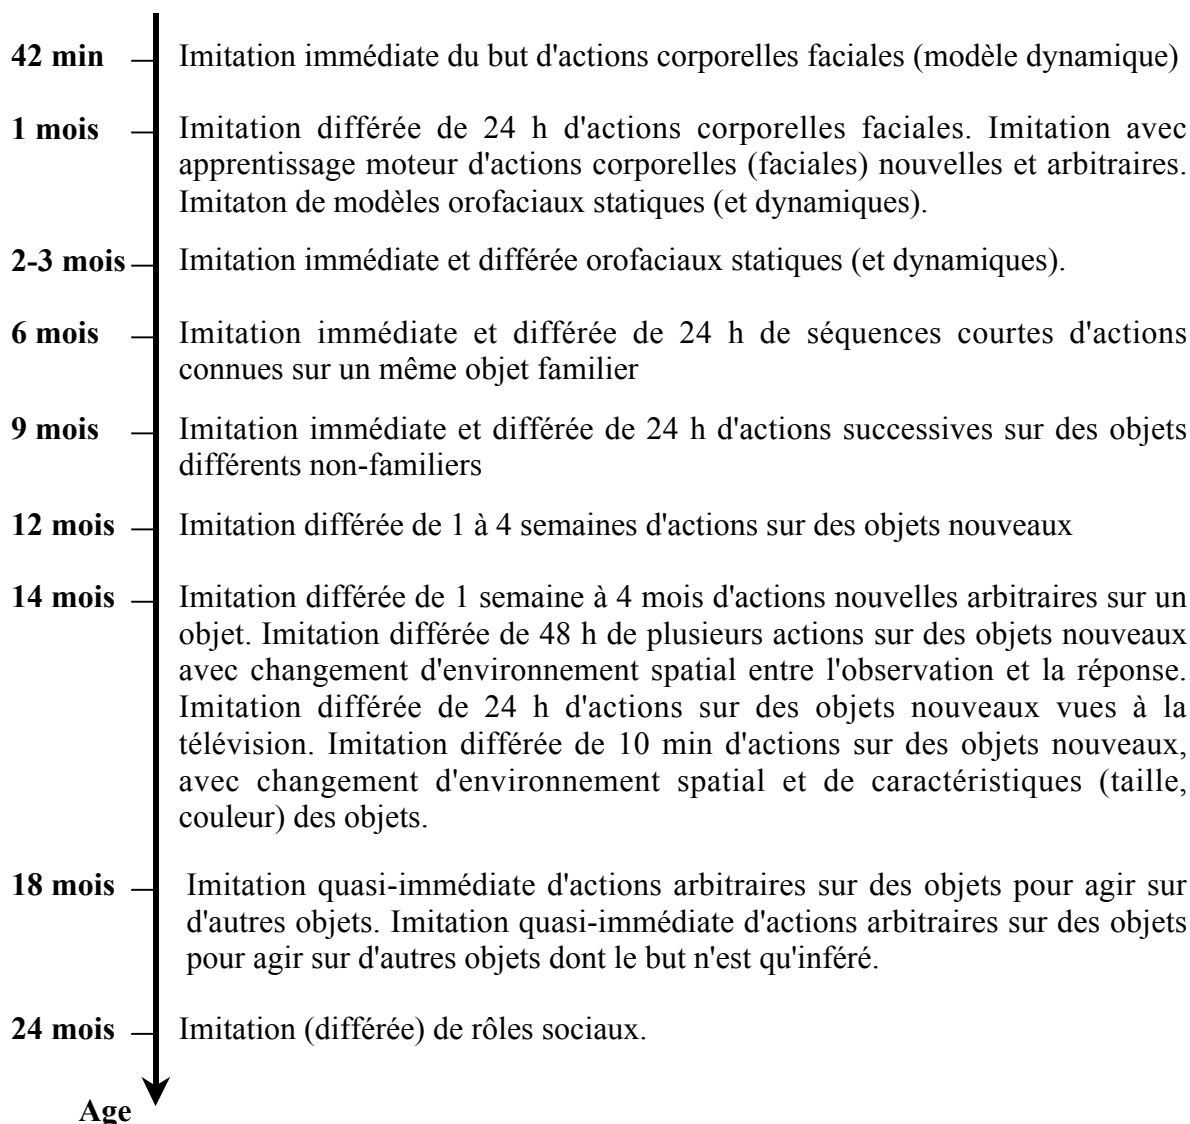 42 min Imitation immédiate du but d'actions corporelles faciales (modèle dynamique)
1 mois Imitation différée de 24 h d'actions corporelles faciales. Imitation avec
apprentissage moteur d'actions corporelles (faciales) nouvelles et arbitraires.
Imitaton de modèles orofaciaux statiques (et dynamiques).
2-3 mois Imitation immédiate et différée orofaciaux statiques (et dynamiques).
6 mois Imitation immédiate et différée de 24 h de séquences courtes d'actions
connues sur un même objet familier
9 mois Imitation immédiate et différée de 24 h d'actions successives sur des objets
différents non-familiers
12 mois Imitation différée de 1 à 4 semaines d'actions sur des objets nouveaux
14 mois Imitation différée de 1 semaine à 4 mois d'actions nouvelles arbitraires sur un
objet. Imitation différée de 48 h de plusieurs actions sur des objets nouveaux
avec changement d'environnement spatial entre l'observation et la réponse.
Imitation différée de 24 h d'actions sur des objets nouveaux vues à la
télévision. Imitation différée de 10 min d'actions sur des objets nouveaux,
avec changement d'environnement spatial et de caractéristiques (taille,
couleur) des objets.
18 mois Imitation quasi-immédiate d'actions arbitraires sur des objets pour agir sur
d'autres objets. Imitation quasi-immédiate d'actions arbitraires sur des objets
pour agir sur d'autres objets dont le but n'est qu'inféré.
24 mois Imitation (différée) de rôles sociaux.
Age